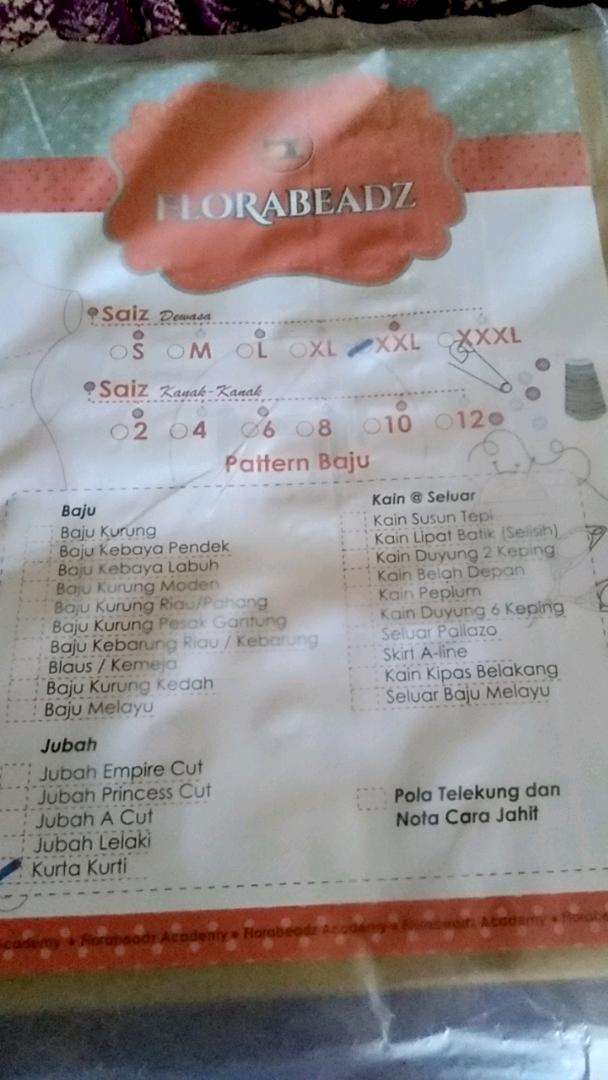 FLORABEADZ
Saiz Dewasa
S M L XL XXL XXXL
Saiz Kanak-Kanak
2 4 6 8 10 12
Pattern Baju
Baju
Baju Kurung
Baju Kebaya Pendek
Baju Kebaya Labuh
Baju Kurung Moden
Baju Kurung Riau/Pahang
Baju Kurung Pesak Gantung
Baju Kebarung Riau / Kebarung
Blaus / Kemeja
Baju Kurung Kedah
Baju Melayu
Kain @ Seluar
Kain Susun Tepi
Kain Lipat Batik (Selisih)
Kain Duyung 2 Keping
Kain Belah Depan
Kain Peplum
Kain Duyung 6 Keping
Seluar Pallazo
Skirt A-line
Kain Kipas Belakang
Seluar Baju Melayu
Jubah
Jubah Empire Cut
Jubah Princess Cut
Jubah A Cut
Jubah Lelaki
Kurta Kurti
Pola Telekung dan
Nota Cara Jahit
Academy • Florabeadz Academy • Florabeadz Academy • Florabeadz Academy •